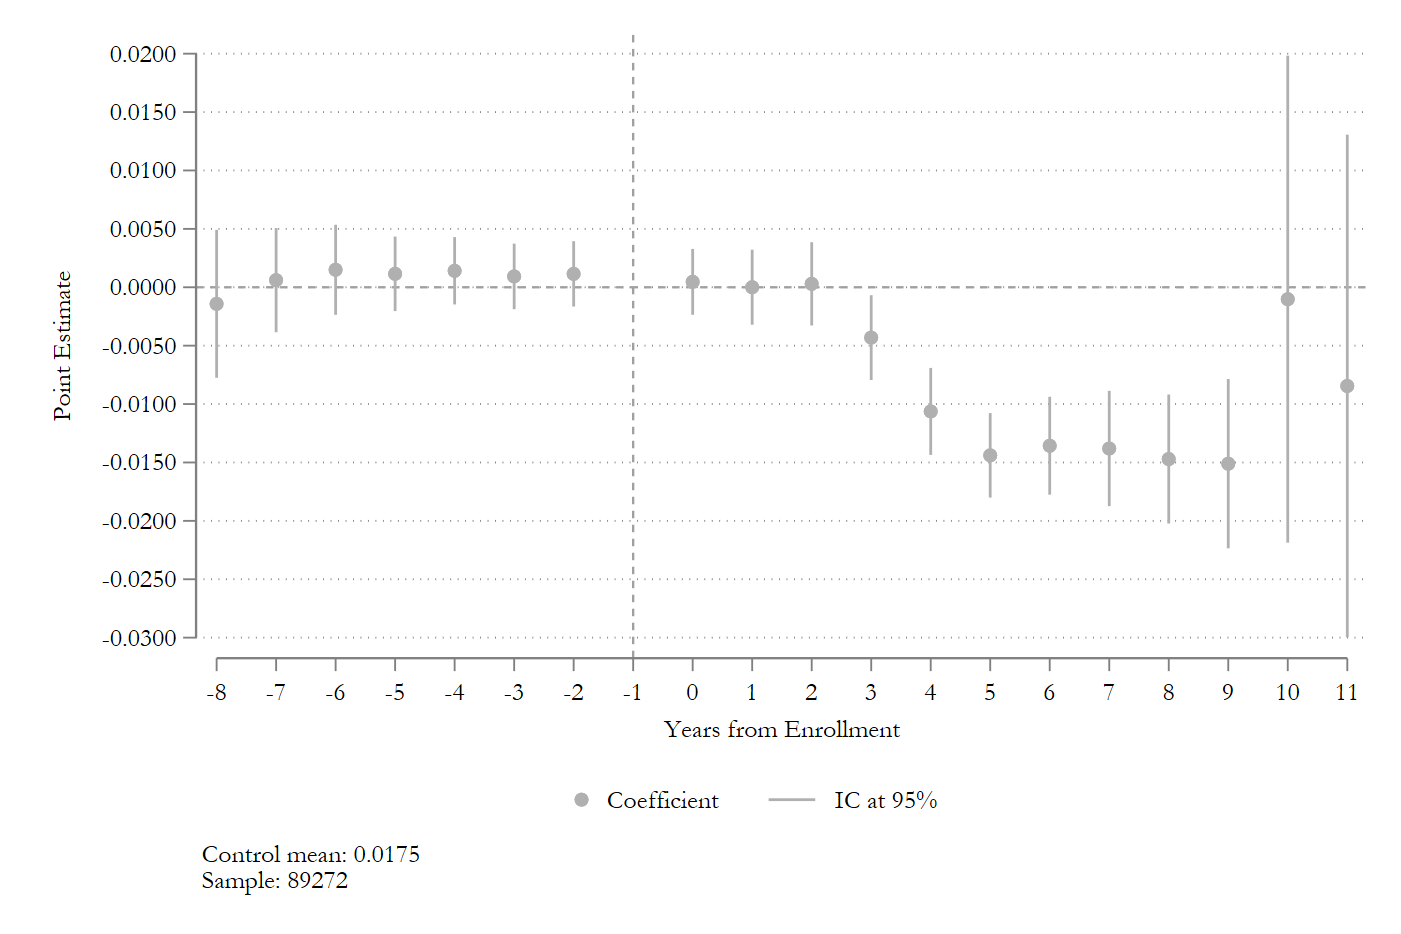 0.0200
0.0150
0.0100
0.0050
0.0000
-0.0050
-0.0100
-0.0150
-0.0200
-0.0250
-0.0300
Point Estimate
-8 -7 -6 -5 -4 -3 -2 -1 0 1 2 3 4 5 6 7 8 9 10 11
Years from Enrollment
Coefficient IC at 95%
Control mean: 0.0175
Sample: 89272